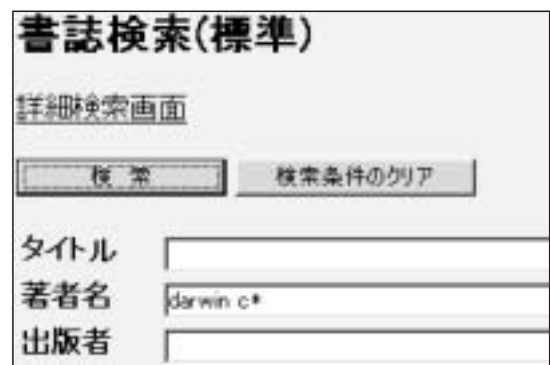 書誌検索(標準)
詳細検索画面
検 索 検索条件のクリア
タイトル
著者名 darwin c*
出版者